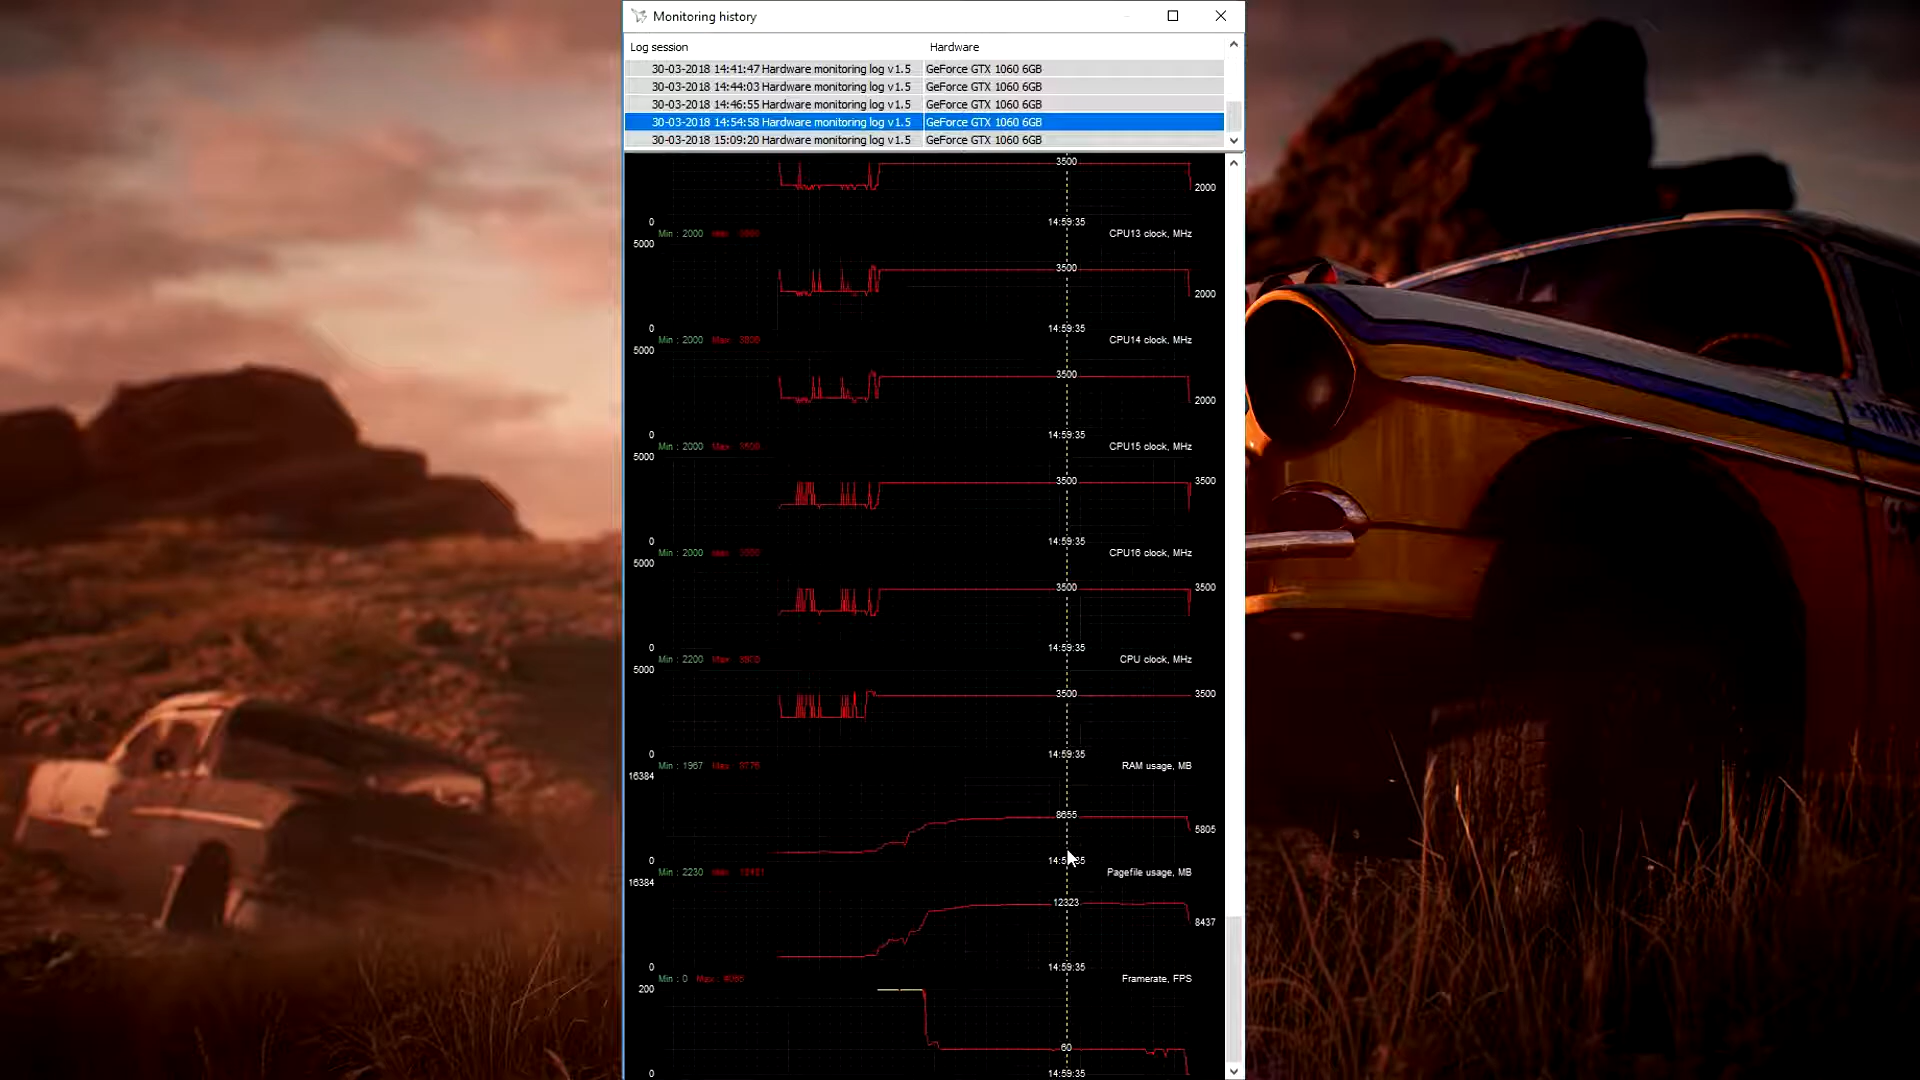 Monitoring history
Log session Hardware
30-03-2018 14:41:47 Hardware monitoring log v1.5 GeForce GTX 1060 6GB
30-03-2018 14:44:03 Hardware monitoring log v1.5 GeForce GTX 1060 6GB
30-03-2018 14:46:55 Hardware monitoring log v1.5 GeForce GTX 1060 6GB
30-03-2018 14:54:58 Hardware monitoring log v1.5 GeForce GTX 1060 6GB
30-03-2018 15:09:20 Hardware monitoring log v1.5 GeForce GTX 1060 6GB
3500
2000
0 14:59:35
Min : 2000 Max : CPU13 clock, MHz
5000
3500
2000
0 14:59:35
Min : 2000 Max : CPU14 clock, MHz
5000
3500
2000
0 14:59:35
Min : 2000 Max : CPU15 clock, MHz
5000
3500 3500
0 14:59:35
Min : 2000 Max : CPU16 clock, MHz
5000
3500 3500
0 14:59:35
Min : 2200 Max : CPU clock, MHz
5000
3500 3500
0 14:59:35
Min : 1967 Max : RAM usage, MB
16384
8655
5805
0
Min : 2230 Max : Pagefile usage, MB
16384
12323
8437
0 14:59:35
Min : 0 Max : Framerate, FPS
200
60
0 14:59:35